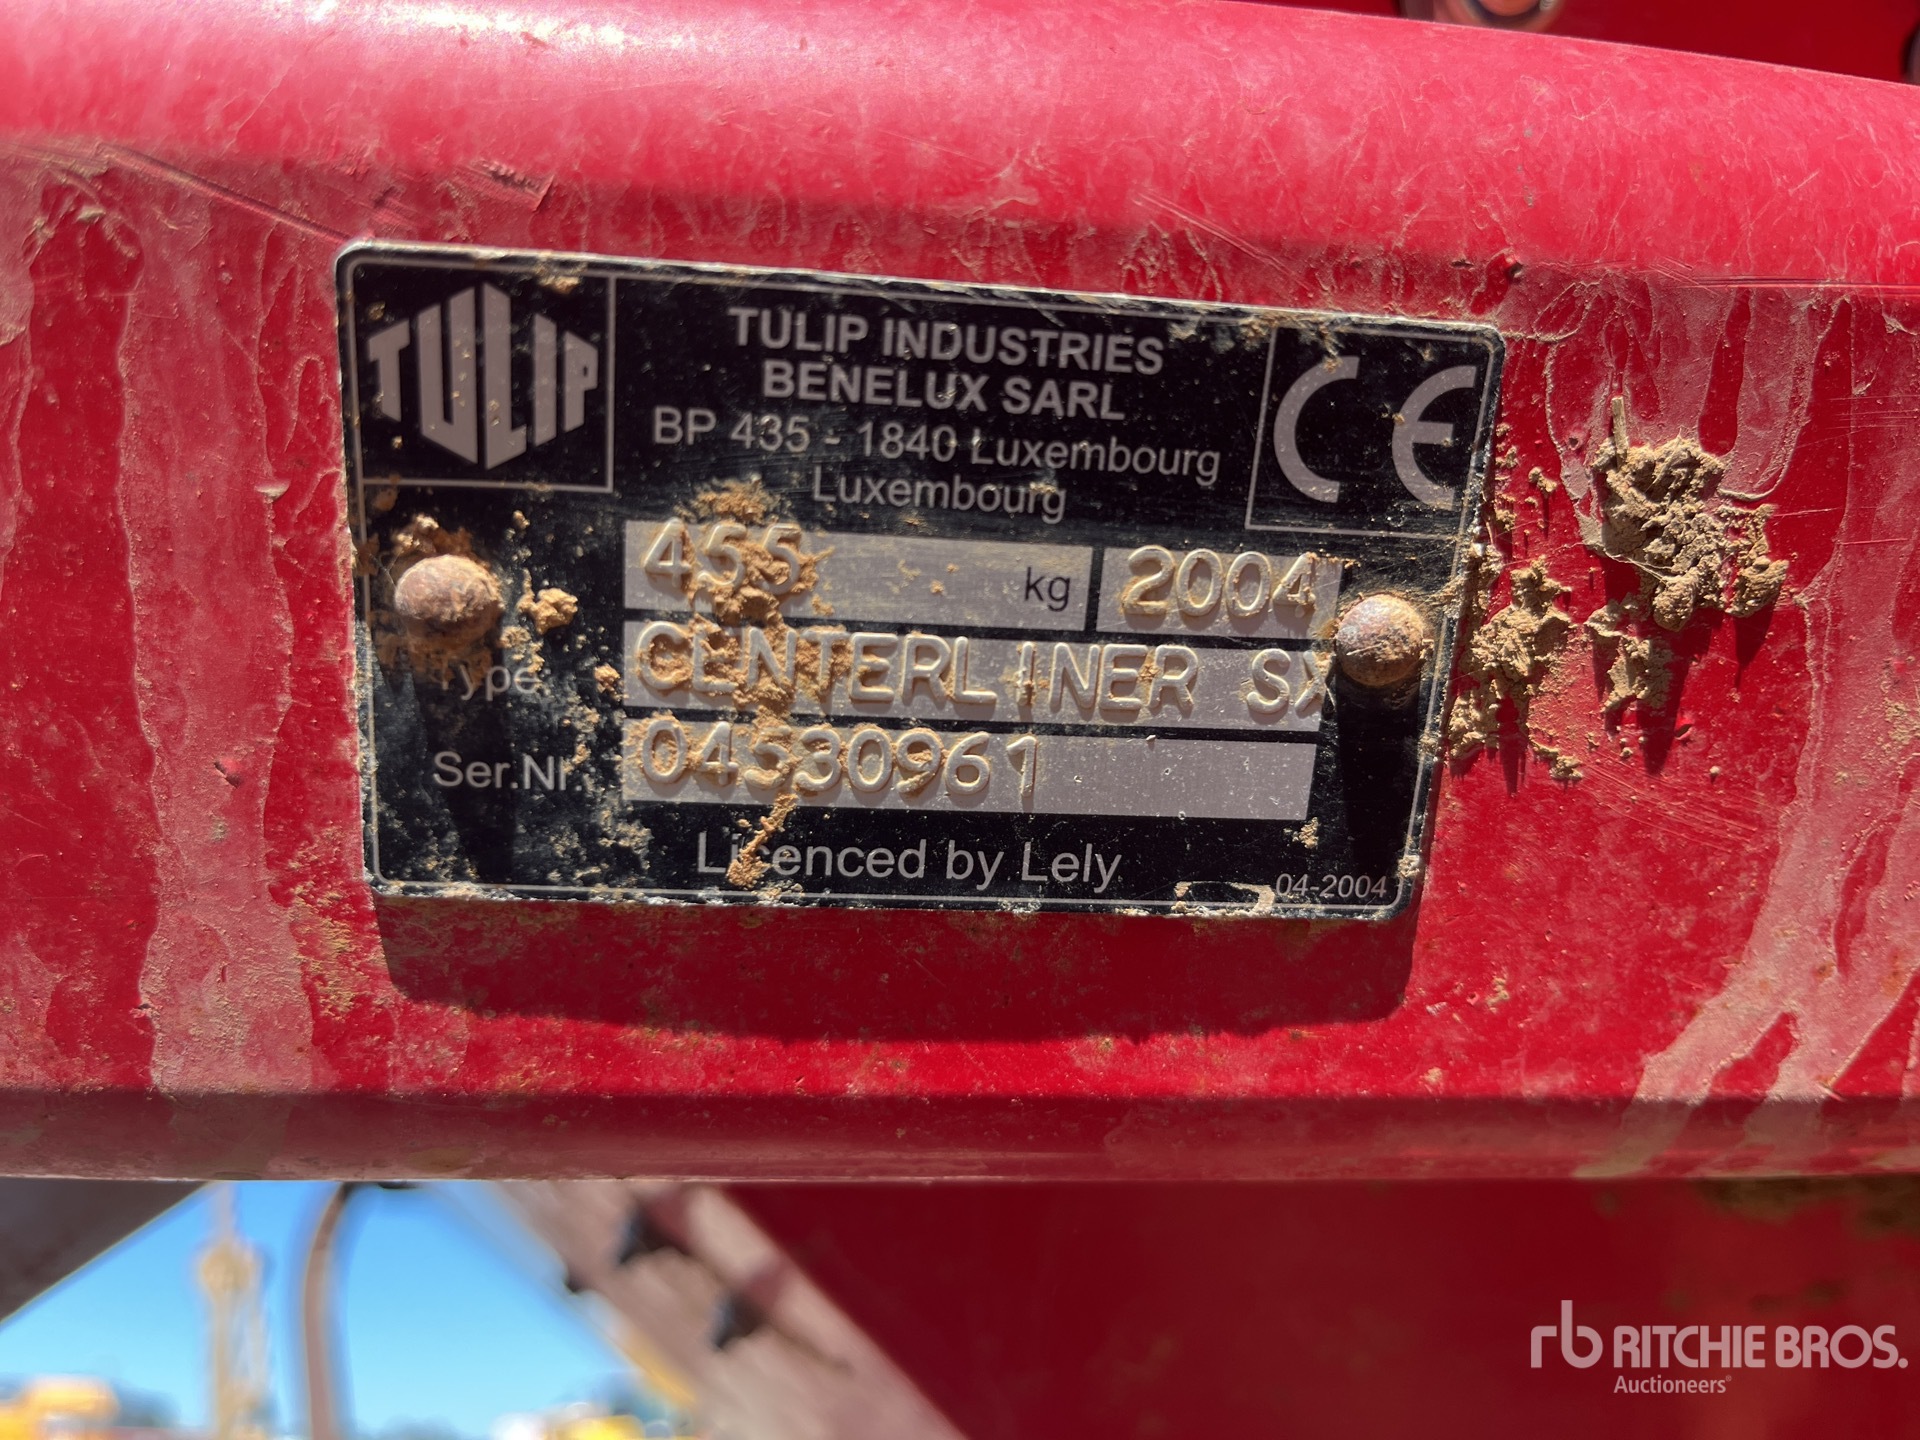 TULIP
TULIP INDUSTRIES
BENELUX SARL
BP 435 - 1840 Luxembourg
Luxembourg
CE
455 kg 2004
Type. CENTERLINER SX
Ser.Nr. 04530961
Licenced by Lely
04-2004
rb RITCHIE BROS.
Auctioneers®